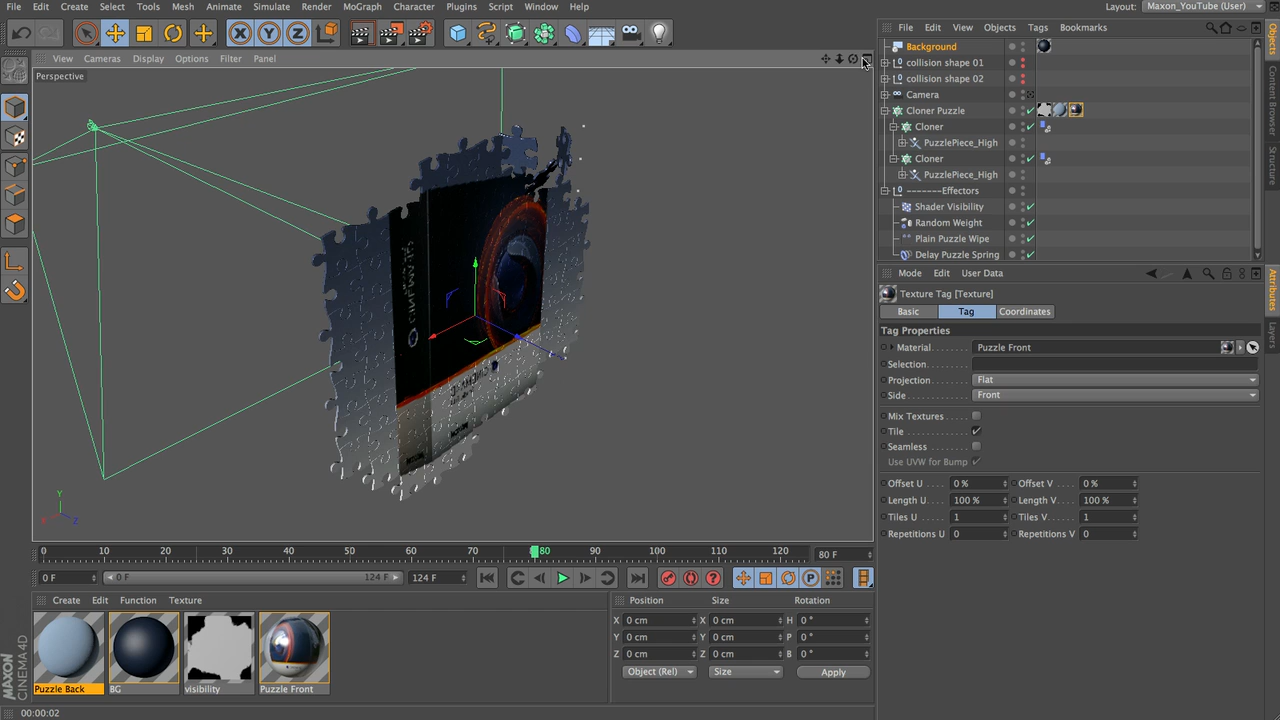 File Edit Create Select Tools Mesh Animate Simulate Render MoGraph Character Plugins Script Window Help Layout: Maxon_YouTube (User)
File Edit View Objects Tags Bookmarks
View Cameras Display Options Filter Panel
Perspective
Background
collision shape 01
collision shape 02
Camera
Cloner Puzzle
Cloner
PuzzlePiece_High
Cloner
PuzzlePiece_High
-------Effectors
Shader Visibility
Random Weight
Plain Puzzle Wipe
Delay Puzzle Spring
Objects
Content Browser
Structure
Mode Edit User Data
Texture Tag [Texture]
Basic Tag Coordinates
Tag Properties
Material Puzzle Front
Selection
Projection Flat
Side Front
Mix Textures
Tile
Seamless
Use UVW for Bump
Offset U 0 % Offset V 0 %
Length U 100 % Length V 100 %
Tiles U 1 Tiles V 1
Repetitions U 0 Repetitions V 0
Attributes
Layers
Y
X Z
0 10 20 30 40 50 60 70 80 90 100 110 120 80 F
0 F 0 F 124 F 124 F
Create Edit Function Texture
Puzzle Back BG visibility Puzzle Front
Position Size Rotation
X 0 cm X 0 cm H 0 °
Y 0 cm Y 0 cm P 0 °
Z 0 cm Z 0 cm B 0 °
Object (Rel) Size Apply
MAXON
CINEMA 4D
00:00:02